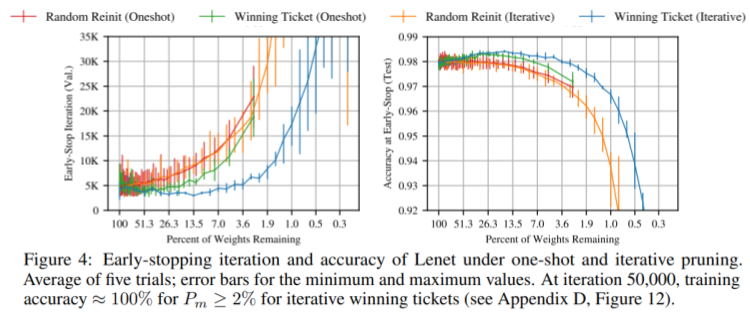 Random Reinit (Oneshot) Winning Ticket (Oneshot) Random Reinit (Iterative) Winning Ticket (Iterative)
35K
30K
25K
20K
15K
10K
5K
0
Early-Stop Iteration (Val.)
100 51.3 26.3 13.5 7.0 3.6 1.9 1.0 0.5 0.3
Percent of Weights Remaining
0.99
0.98
0.97
0.96
0.95
0.94
0.93
0.92
Accuracy at Early-Stop (Test)
100 51.3 26.3 13.5 7.0 3.6 1.9 1.0 0.5 0.3
Percent of Weights Remaining
Figure 4: Early-stopping iteration and accuracy of Lenet under one-shot and iterative pruning.
Average of five trials; error bars for the minimum and maximum values. At iteration 50,000, training
accuracy ≈ 100% for P_m ≥ 2% for iterative winning tickets (see Appendix D, Figure 12).